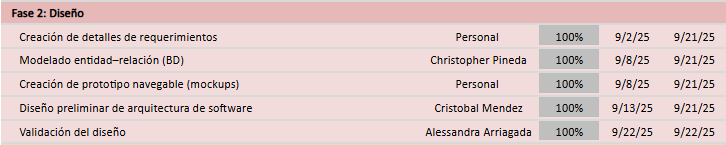 Fase 2: Diseño
Creación de detalles de requerimientos Personal 100% 9/2/25 9/21/25
Modelado entidad–relación (BD) Christopher Pineda 100% 9/8/25 9/21/25
Creación de prototipo navegable (mockups) Personal 100% 9/8/25 9/21/25
Diseño preliminar de arquitectura de software Cristobal Mendez 100% 9/13/25 9/21/25
Validación del diseño Alessandra Arriagada 100% 9/22/25 9/22/25